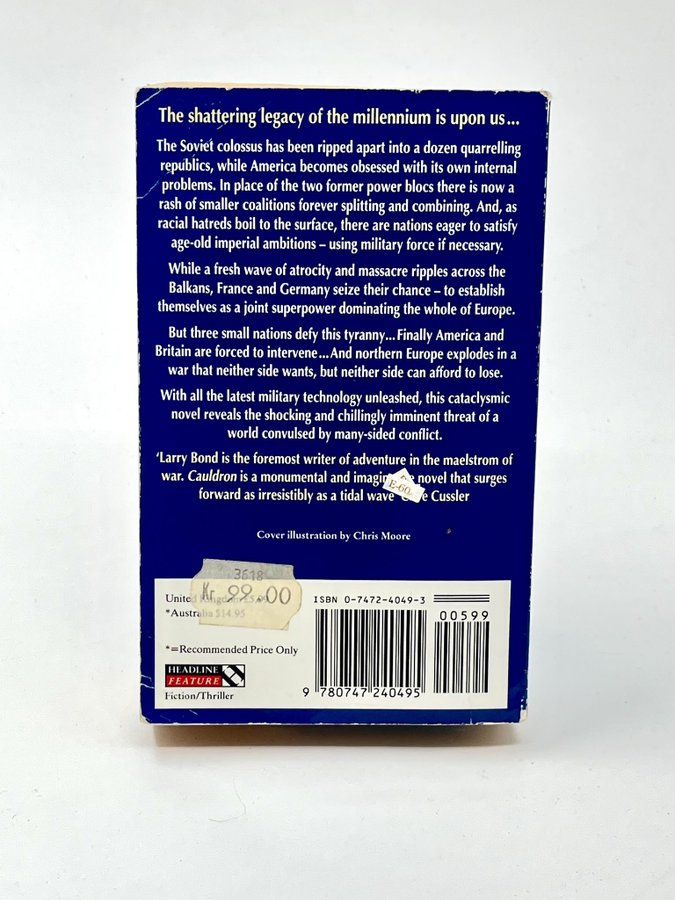 The shattering legacy of the millennium is upon us...
The Soviet colossus has been ripped apart into a dozen quarrelling
republics, while America becomes obsessed with its own internal
problems. In place of the two former power blocs there is now a
rash of smaller coalitions forever splitting and combining. And, as
racial hatreds boil to the surface, there are nations eager to satisfy
age-old imperial ambitions – using military force if necessary.
While a fresh wave of atrocity and massacre ripples across the
Balkans, France and Germany seize their chance – to establish
themselves as a joint superpower dominating the whole of Europe.
But three small nations defy this tyranny...Finally America and
Britain are forced to intervene...And northern Europe explodes in a
war that neither side wants, but neither side can afford to lose.
With all the latest military technology unleashed, this cataclysmic
novel reveals the shocking and chillingly imminent threat of a
world convulsed by many-sided conflict.
'Larry Bond is the foremost writer of adventure in the maelstrom of
war. Cauldron is a monumental and novel that surges
E-60
forward as irresistibly as a tidal wave Cussler
Cover illustration by Chris Moore
3618
Kr. 99.00
United Kingdom £5.99
*Australia $14.95
*=Recommended Price Only
HEADLINE
FEATURE
Fiction/Thriller
ISBN 0-7472-4049-3
00599
9 780747 240495